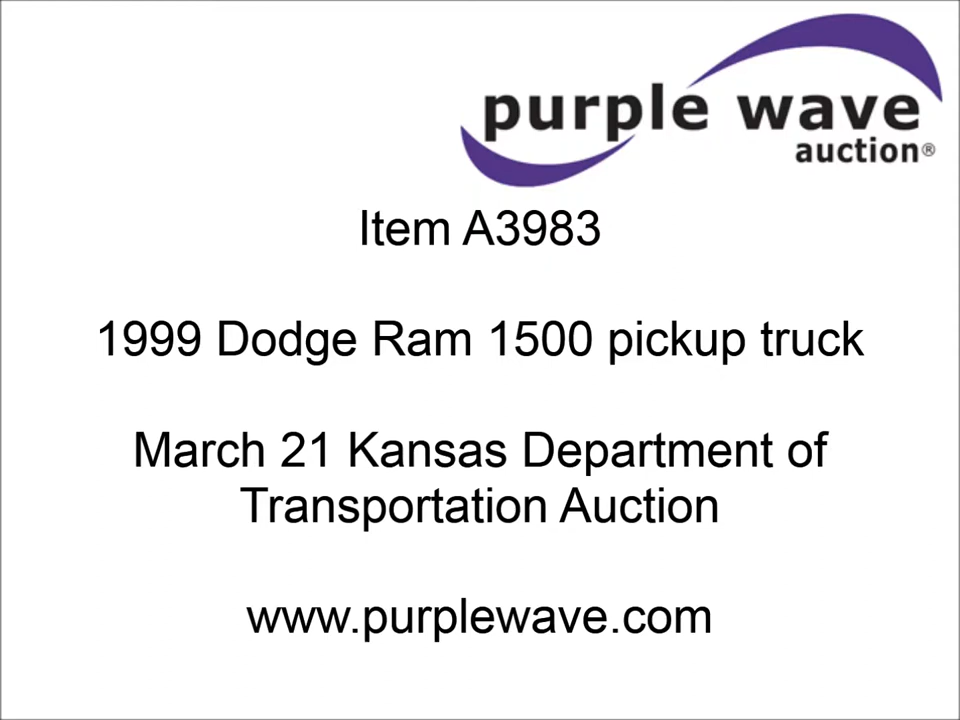 purple wave
auction®
Item A3983
1999 Dodge Ram 1500 pickup truck
March 21 Kansas Department of
Transportation Auction
www.purplewave.com